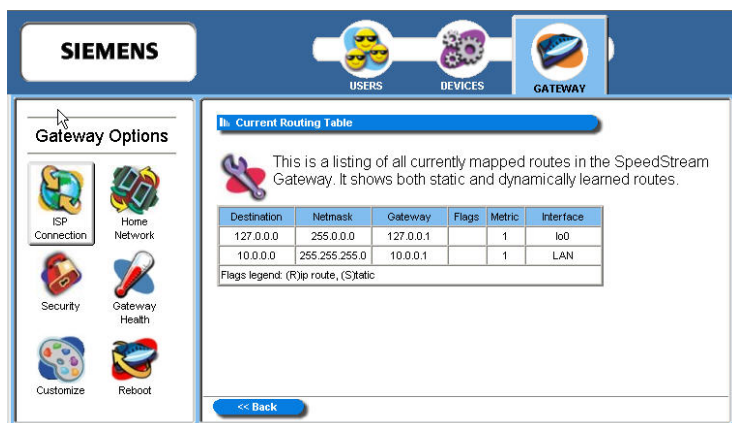 SIEMENS
USERS
DEVICES
GATEWAY
Gateway Options
ISP
Connection
Home
Network
Security
Gateway
Health
Customize
Reboot
Current Routing Table
This is a listing of all currently mapped routes in the SpeedStream
Gateway. It shows both static and dynamically learned routes.
Destination Netmask Gateway Flags Metric Interface
127.0.0.0 255.0.0.0 127.0.0.1 1 lo0
10.0.0.0 255.255.255.0 10.0.0.1 1 LAN
Flags legend: (R)ip route, (S)tatic
<< Back